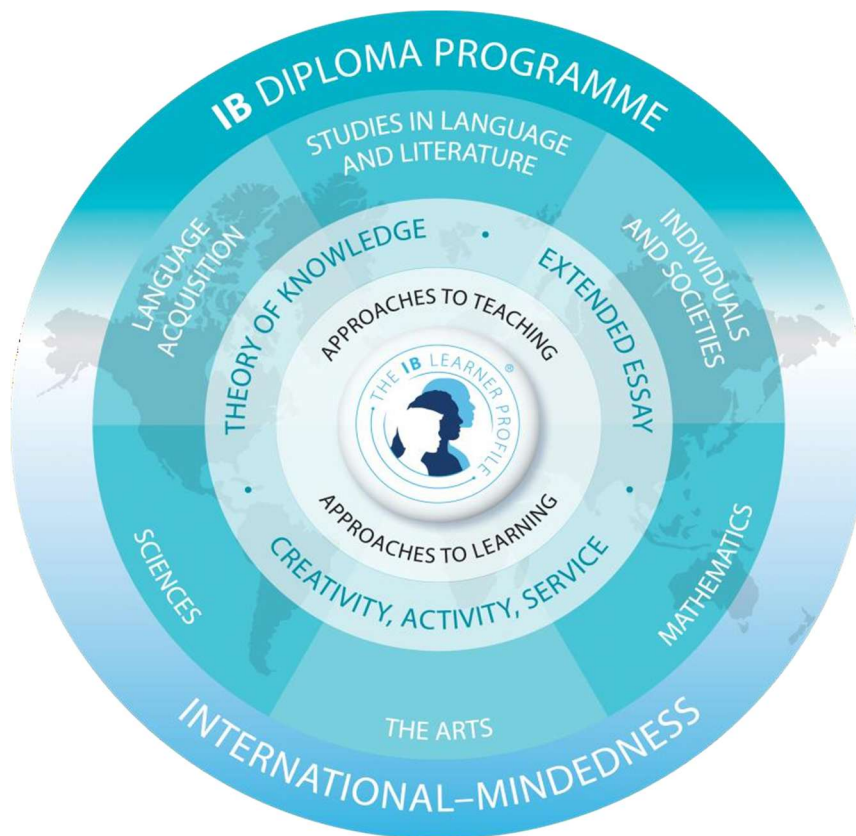 IB DIPLOMA PROGRAMME
STUDIES IN LANGUAGE
AND LITERATURE
LANGUAGE
ACQUISITION
INDIVIDUALS
AND SOCIETIES
THEORY OF KNOWLEDGE
•
EXTENDED ESSAY
APPROACHES TO TEACHING
• THE IB LEARNER PROFILE •
®
APPROACHES TO LEARNING
•
CREATIVITY, ACTIVITY, SERVICE
•
SCIENCES
MATHEMATICS
THE ARTS
INTERNATIONAL–MINDEDNESS